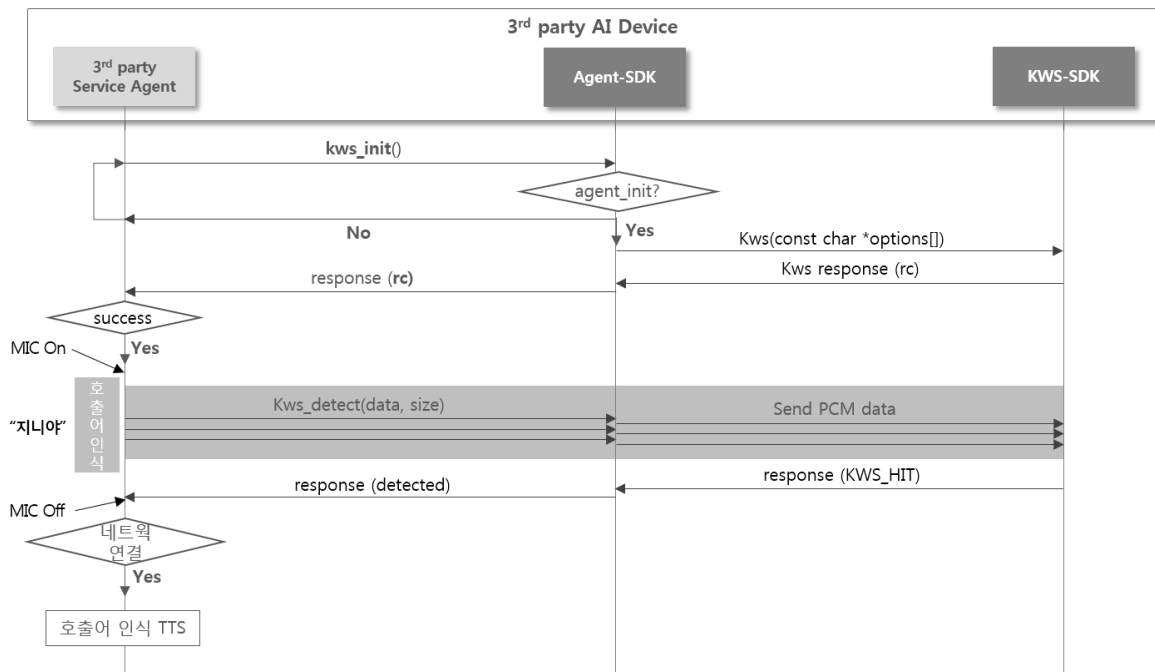 3rd party AI Device
3rd party
Service Agent
Agent-SDK
KWS-SDK
kws_init()
agent_init?
No
Yes
Kws(const char *options[])
Kws response (rc)
response (rc)
success
Yes
MIC On
호출어인식
"지니야"
Kws_detect(data, size)
Send PCM data
response (KWS_HIT)
response (detected)
MIC Off
네트웍
연결
Yes
호출어 인식 TTS